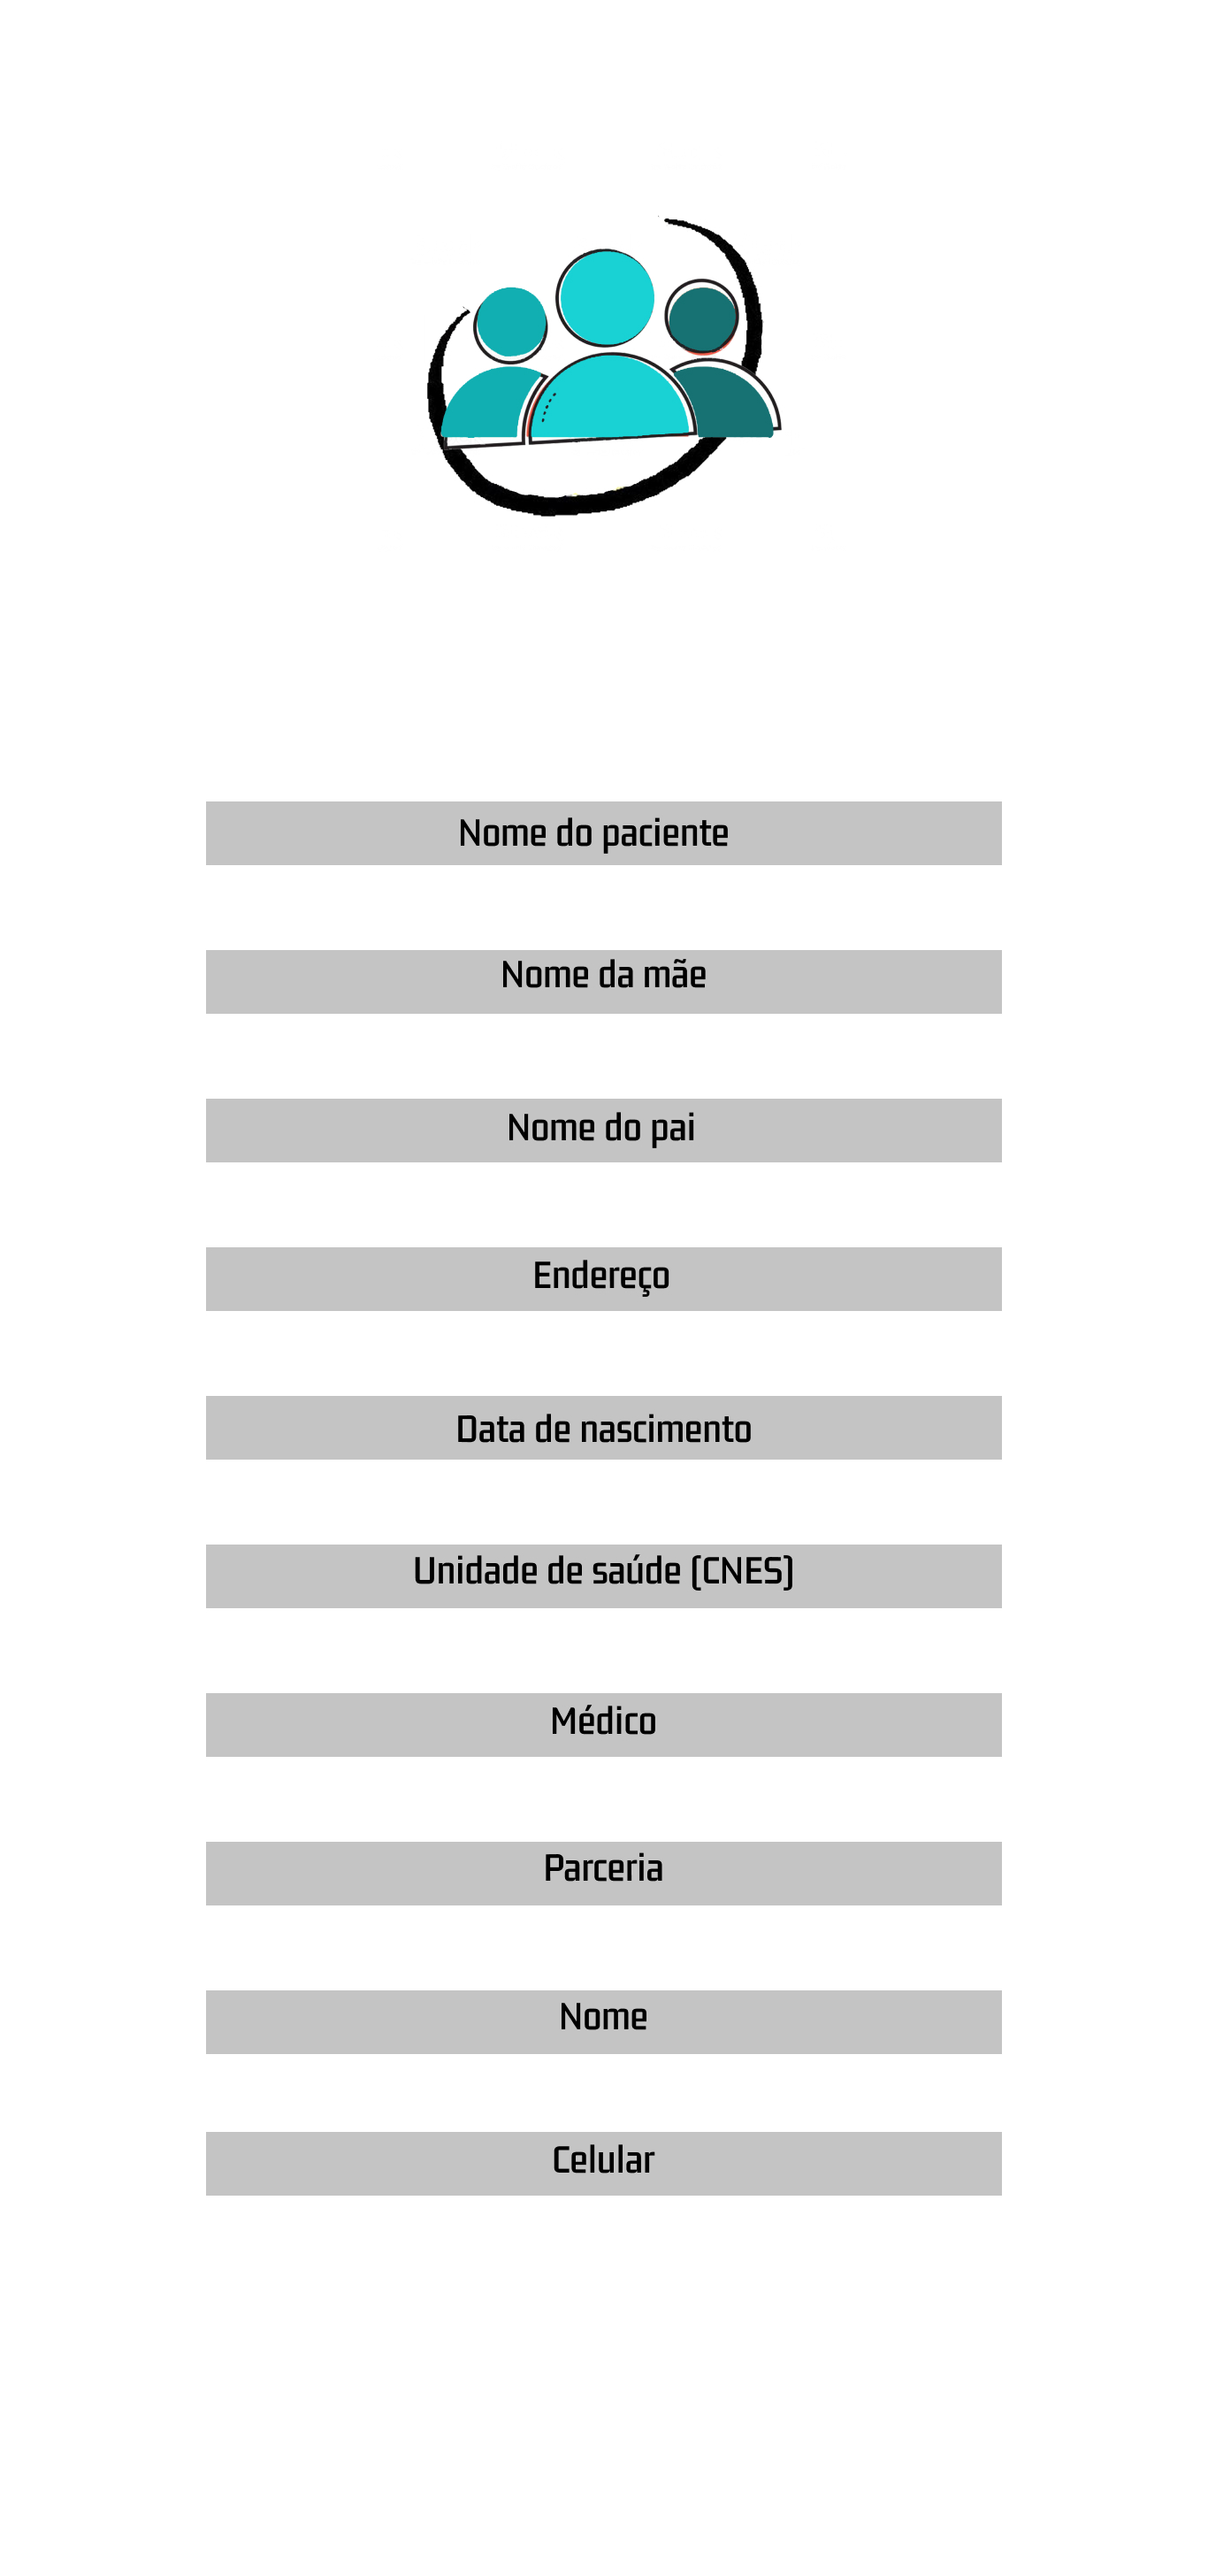 Nome do paciente
Nome da mãe
Nome do pai
Endereço
Data de nascimento
Unidade de saúde (CNES)
Médico
Parceria
Nome
Celular